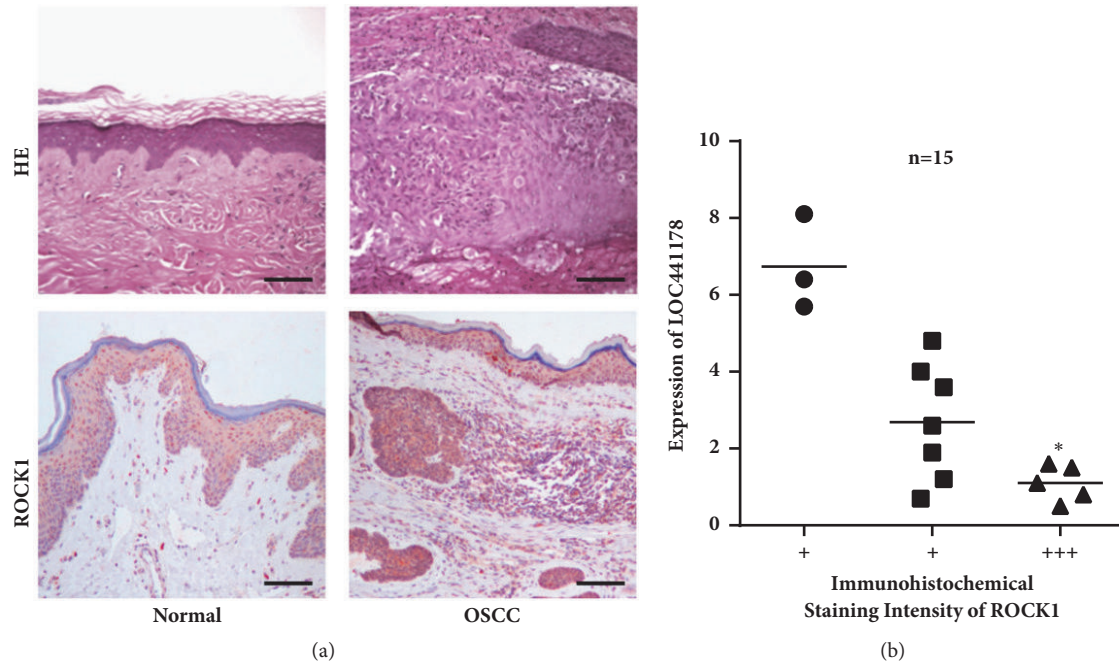 HE
ROCK1
Normal
OSCC
(a)
Expression of LOC441178
10
8
6
4
2
0
n=15
*
+
+
+++
Immunohistochemical
Staining Intensity of ROCK1
(b)